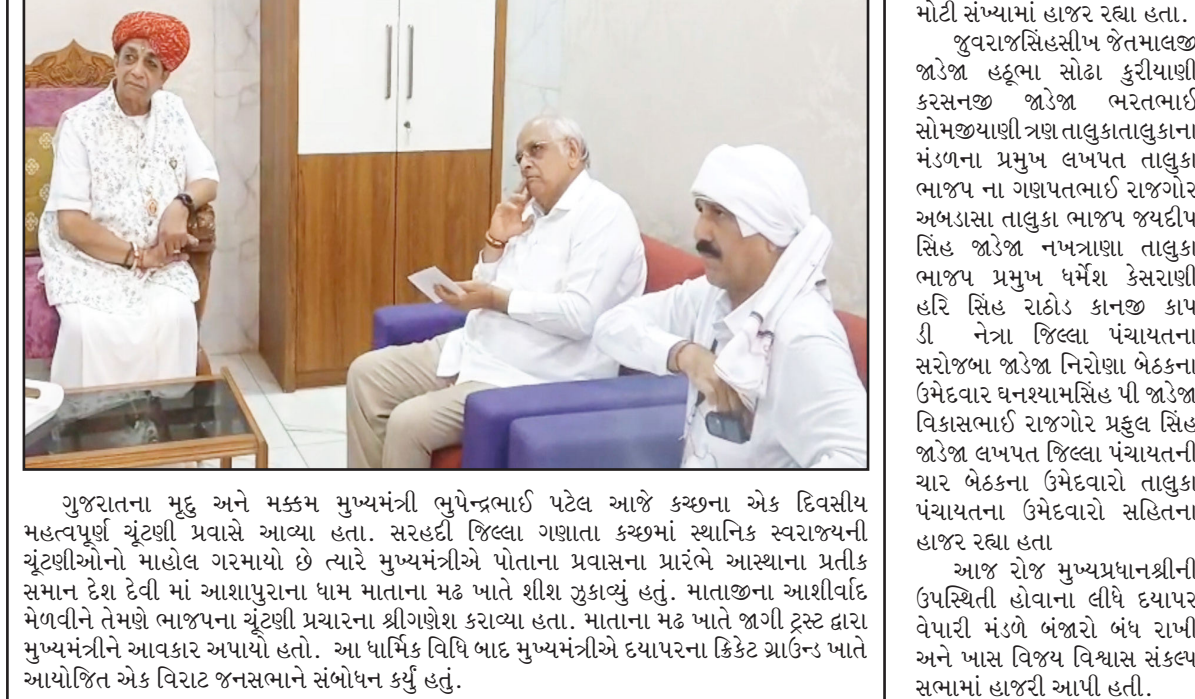 ગુજરાતના મૃદુ અને મક્કમ મુખ્યમંત્રી ભુપેન્દ્રભાઈ પટેલ આજે કચ્છના એક દિવસીય
મહત્વપૂર્ણ ચૂંટણી પ્રવાસે આવ્યા હતા. સરહદી જિલ્લા ગણાતા કચ્છમાં સ્થાનિક સ્વરાજ્યની
ચૂંટણીઓનો માહોલ ગરમાયો છે ત્યારે મુખ્યમંત્રીએ પોતાના પ્રવાસના પ્રારંભે આસ્થાના પ્રતીક
સમાન દેશ દેવી માં આશાપુરાના ધામ માતાના મઢ ખાતે શીશ ઝુકાવ્યું હતું. માતાજીના આશીર્વાદ
મેળવીને તેમણે ભાજપના ચૂંટણી પ્રચારના શ્રીગણેશ કરાવ્યા હતા. માતાના મઢ ખાતે જાગી ટ્રસ્ટ દ્વારા
મુખ્યમંત્રીને આવકાર અપાયો હતો. આ ધાર્મિક વિધિ બાદ મુખ્યમંત્રીએ દયાપરના ક્રિકેટ ગ્રાઉન્ડ ખાતે
આયોજિત એક વિરાટ જનસભાને સંબોધન કર્યું હતું.
મોટી સંખ્યામાં હાજર રહ્યા હતા.
જુવરાજસિંહસીખ જેતમાલજી
જાડેજા હઠૂભા સોઢા કુરીયાણી
કરસનજી જાડેજા ભરતભાઈ
સોમજીયાણી ત્રણ તાલુકાતાલુકાના
મંડળના પ્રમુખ લખપત તાલુકા
ભાજપ ના ગણપતભાઈ રાજગોર
અબડાસા તાલુકા ભાજપ જયદીપ
સિંહ જાડેજા નખત્રાણા તાલુકા
ભાજપ પ્રમુખ ધર્મેશ કેસરાણી
હરિ સિંહ રાઠોડ કાનજી કાપ
ડી નેત્રા જિલ્લા પંચાયતના
સરોજબા જાડેજા નિરોણા બેઠકના
ઉમેદવાર ઘનશ્યામસિંહ પી જાડેજા
વિકાસભાઈ રાજગોર પ્રફુલ સિંહ
જાડેજા લખપત જિલ્લા પંચાયતની
ચાર બેઠકના ઉમેદવારો તાલુકા
પંચાયતના ઉમેદવારો સહિતના
હાજર રહ્યા હતા
આજ રોજ મુખ્યપ્રધાનશ્રીની
ઉપસ્થિતી હોવાના લીધે દયાપર
વેપારી મંડળે બંજારો બંધ રાખી
અને ખાસ વિજય વિશ્વાસ સંકલ્પ
સભામાં હાજરી આપી હતી.